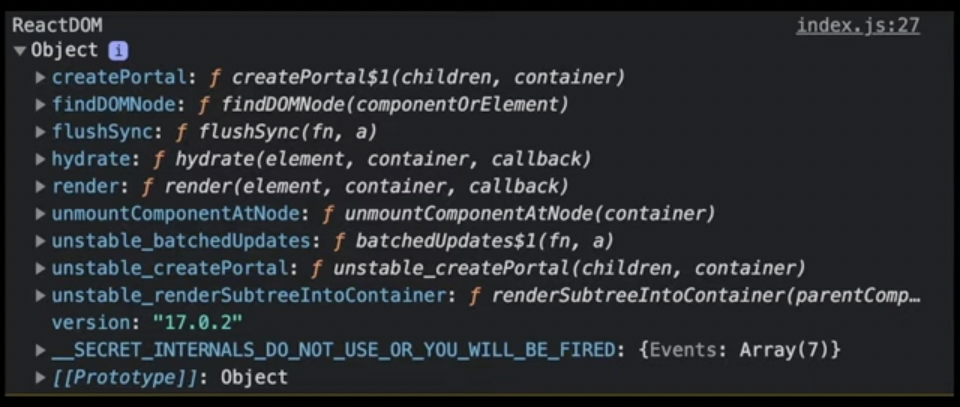 ReactDOM index.js:27
▼Object i
▶createPortal: ƒ createPortal$1(children, container)
▶findDOMNode: ƒ findDOMNode(componentOrElement)
▶flushSync: ƒ flushSync(fn, a)
▶hydrate: ƒ hydrate(element, container, callback)
▶render: ƒ render(element, container, callback)
▶unmountComponentAtNode: ƒ unmountComponentAtNode(container)
▶unstable_batchedUpdates: ƒ batchedUpdates$1(fn, a)
▶unstable_createPortal: ƒ unstable_createPortal(children, container)
▶unstable_renderSubtreeIntoContainer: ƒ renderSubtreeIntoContainer(parentComp…
version: "17.0.2"
▶__SECRET_INTERNALS_DO_NOT_USE_OR_YOU_WILL_BE_FIRED: {Events: Array(7)}
▶[[Prototype]]: Object